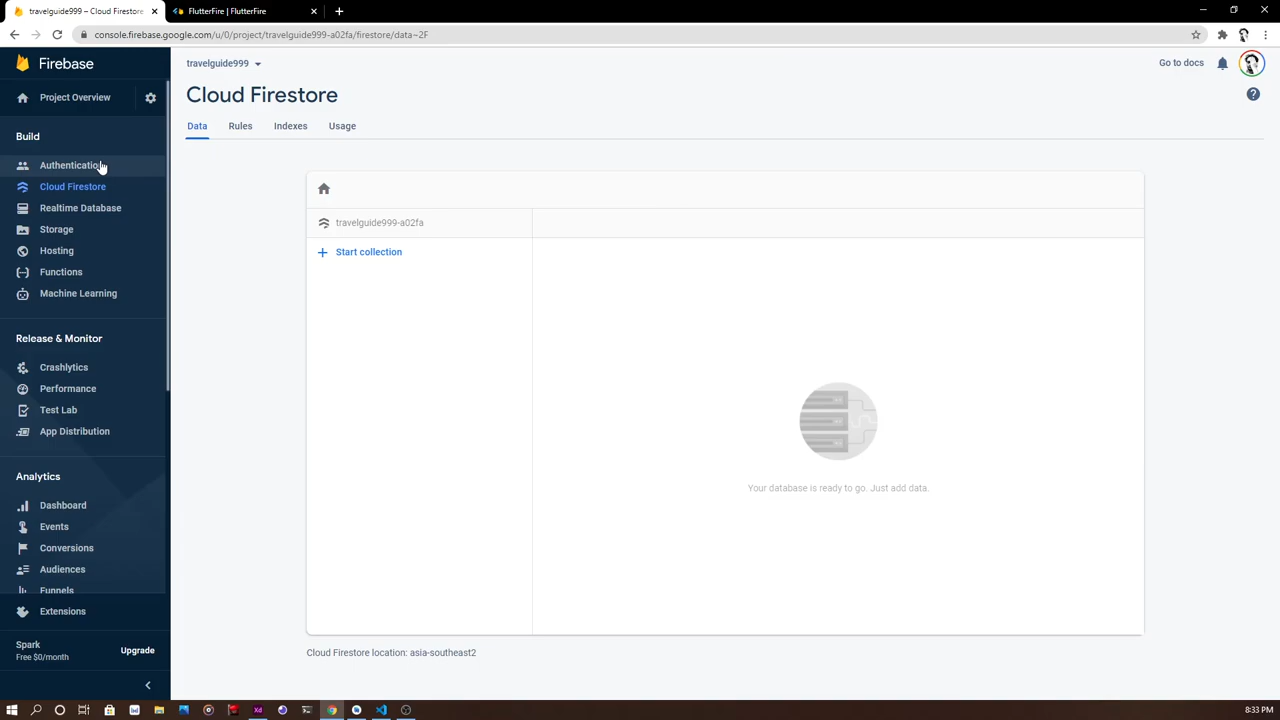 travelguide999 – Cloud Firestore
FlutterFire | FlutterFire
console.firebase.google.com/u/0/project/travelguide999-a02fa/firestore/data~2F
Firebase
Project Overview
Build
Authentication
Cloud Firestore
Realtime Database
Storage
Hosting
Functions
Machine Learning
Release & Monitor
Crashlytics
Performance
Test Lab
App Distribution
Analytics
Dashboard
Events
Conversions
Audiences
Funnels
Extensions
Spark
Free $0/month
Upgrade
travelguide999
Go to docs
Cloud Firestore
Data
Rules
Indexes
Usage
travelguide999-a02fa
Start collection
Your database is ready to go. Just add data.
Cloud Firestore location: asia-southeast2
Xd
8:33 PM